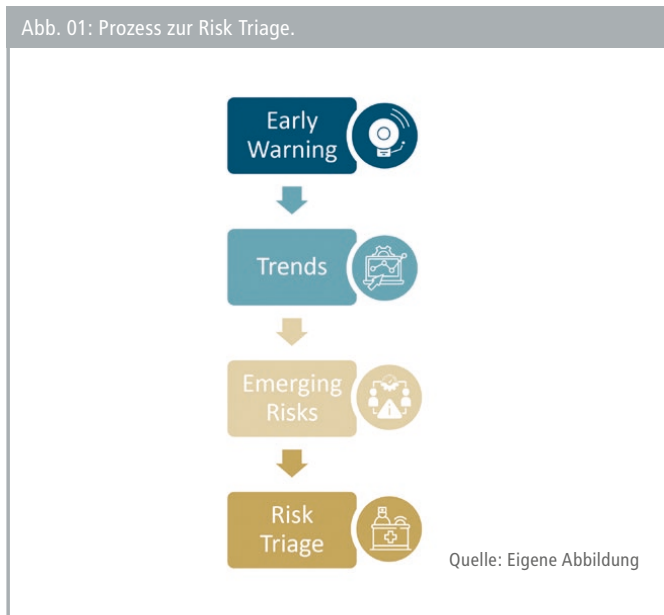 Abb. 01: Prozess zur Risk Triage.
Early
Warning
Trends
Emerging
Risks
Risk
Triage
Quelle: Eigene Abbildung